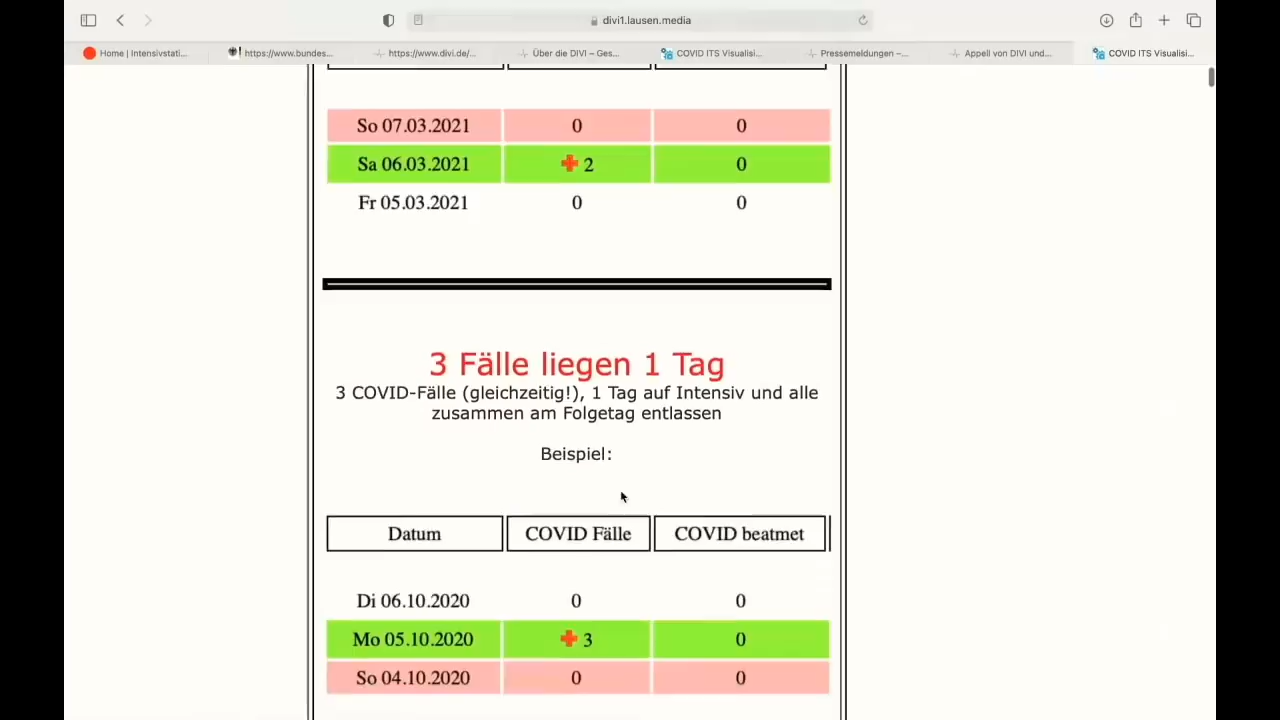 divi1.lausen.media
Home | Intensivstati...
https://www.bundes...
https://www.divi.de/...
Über die DIVI – Ges...
COVID ITS Visualisi...
Pressemeldungen –...
Appell von DIVI und...
COVID ITS Visualisi...
So 07.03.2021 0 0
Sa 06.03.2021 2 0
Fr 05.03.2021 0 0
3 Fälle liegen 1 Tag
3 COVID-Fälle (gleichzeitig!), 1 Tag auf Intensiv und alle
zusammen am Folgetag entlassen
Beispiel:
Datum COVID Fälle COVID beatmet
Di 06.10.2020 0 0
Mo 05.10.2020 3 0
So 04.10.2020 0 0